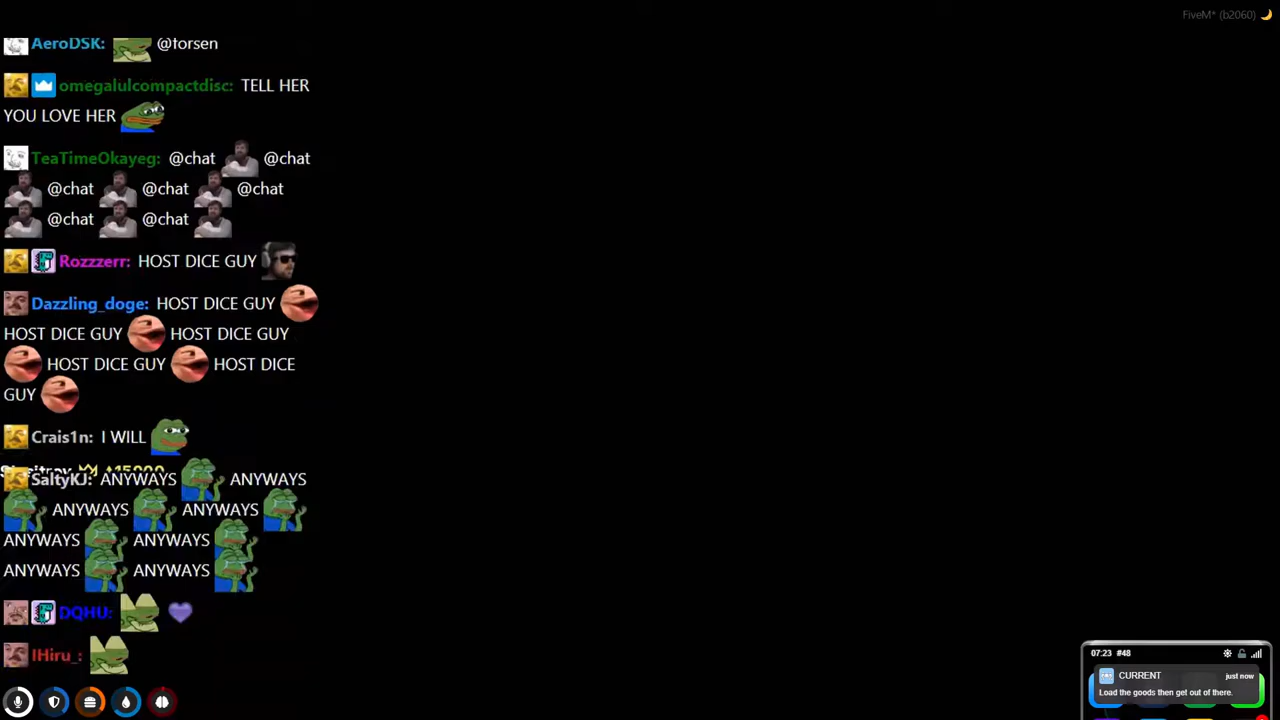 FiveM* (b2060)
AeroDSK: @forsen
omegalulcompactdisc: TELL HER
YOU LOVE HER
TeaTimeOkayeg: @chat @chat
@chat @chat @chat
@chat @chat
Rozzzerr: HOST DICE GUY
Dazzling_doge: HOST DICE GUY
HOST DICE GUY HOST DICE GUY
HOST DICE GUY HOST DICE
GUY
Crais1n: I WILL
SaltyKJ: ANYWAYS ANYWAYS
ANYWAYS ANYWAYS
ANYWAYS ANYWAYS
ANYWAYS ANYWAYS
DQHU:
IHiru_:
07:23 #48
CURRENT just now
Load the goods then get out of there.